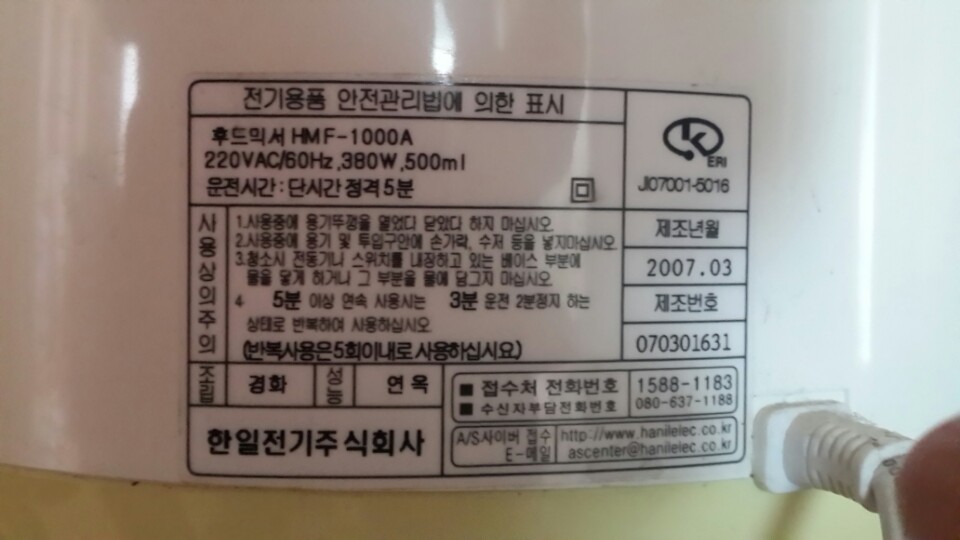 전기용품 안전관리법에 의한 표시
후드믹서 HMF-1000A
220VAC/60Hz,380W,500ml
운전시간 : 단시간 정격 5분
K
ERI
JI07001-5016
사용상의주의
1.사용중에 용기뚜껑을 열었다 닫았다 하지 마십시오.
2.사용중에 용기 및 투입구안에 손가락, 수저 등을 넣지마십시오
3.청소시 전동기나 스위치를 내장하고 있는 베이스 부분에
물을 닿게 하거나 그 부분을 물에 담그지 마십시오.
4 5분 이상 연속 사용시는 3분 운전 2분정지 하는
상태로 반복하여 사용하십시오
(반복사용은 5회이내로 사용하십시요)
제조년월
2007.03
제조번호
070301631
조립 경화 성능 연옥
■ 접수처 전화번호 1588-1183
■ 수신자부담전화번호 080-637-1188
한일전기주식회사
A/S사이버 접수 http://www.hanilelec.co.kr
E-메일 ascenter@hanilelec.co.kr